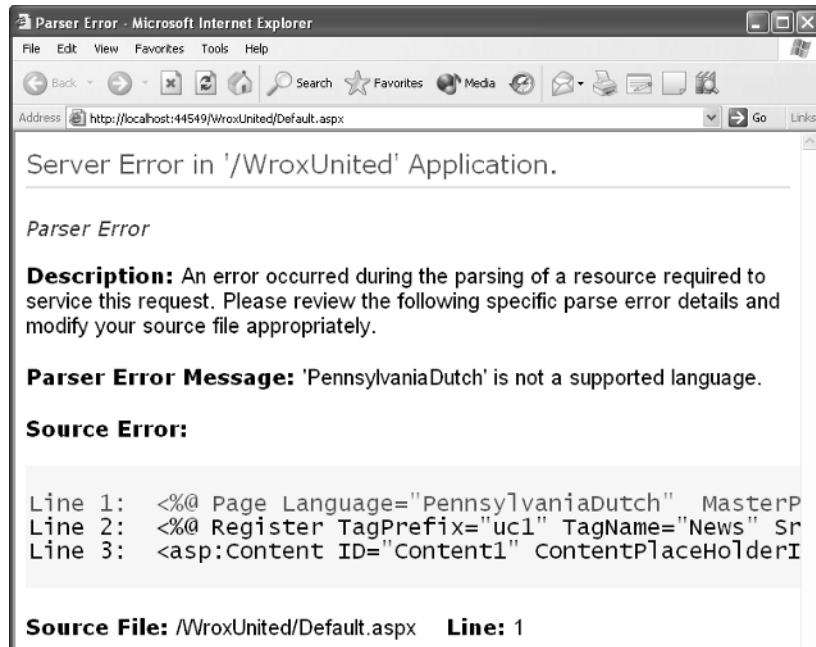 Parser Error - Microsoft Internet Explorer
File Edit View Favorites Tools Help
Back Search Favorites Media
Address http://localhost:44549/WroxUnited/Default.aspx Go Links
Server Error in '/WroxUnited' Application.
Parser Error
Description: An error occurred during the parsing of a resource required to
service this request. Please review the following specific parse error details and
modify your source file appropriately.
Parser Error Message: 'PennsylvaniaDutch' is not a supported language.
Source Error:
Line 1: <%@ Page Language="PennsylvaniaDutch" MasterP
Line 2: <%@ Register TagPrefix="uc1" TagName="News" Sr
Line 3: <asp:Content ID="Content1" ContentPlaceHolderI
Source File: /WroxUnited/Default.aspx Line: 1